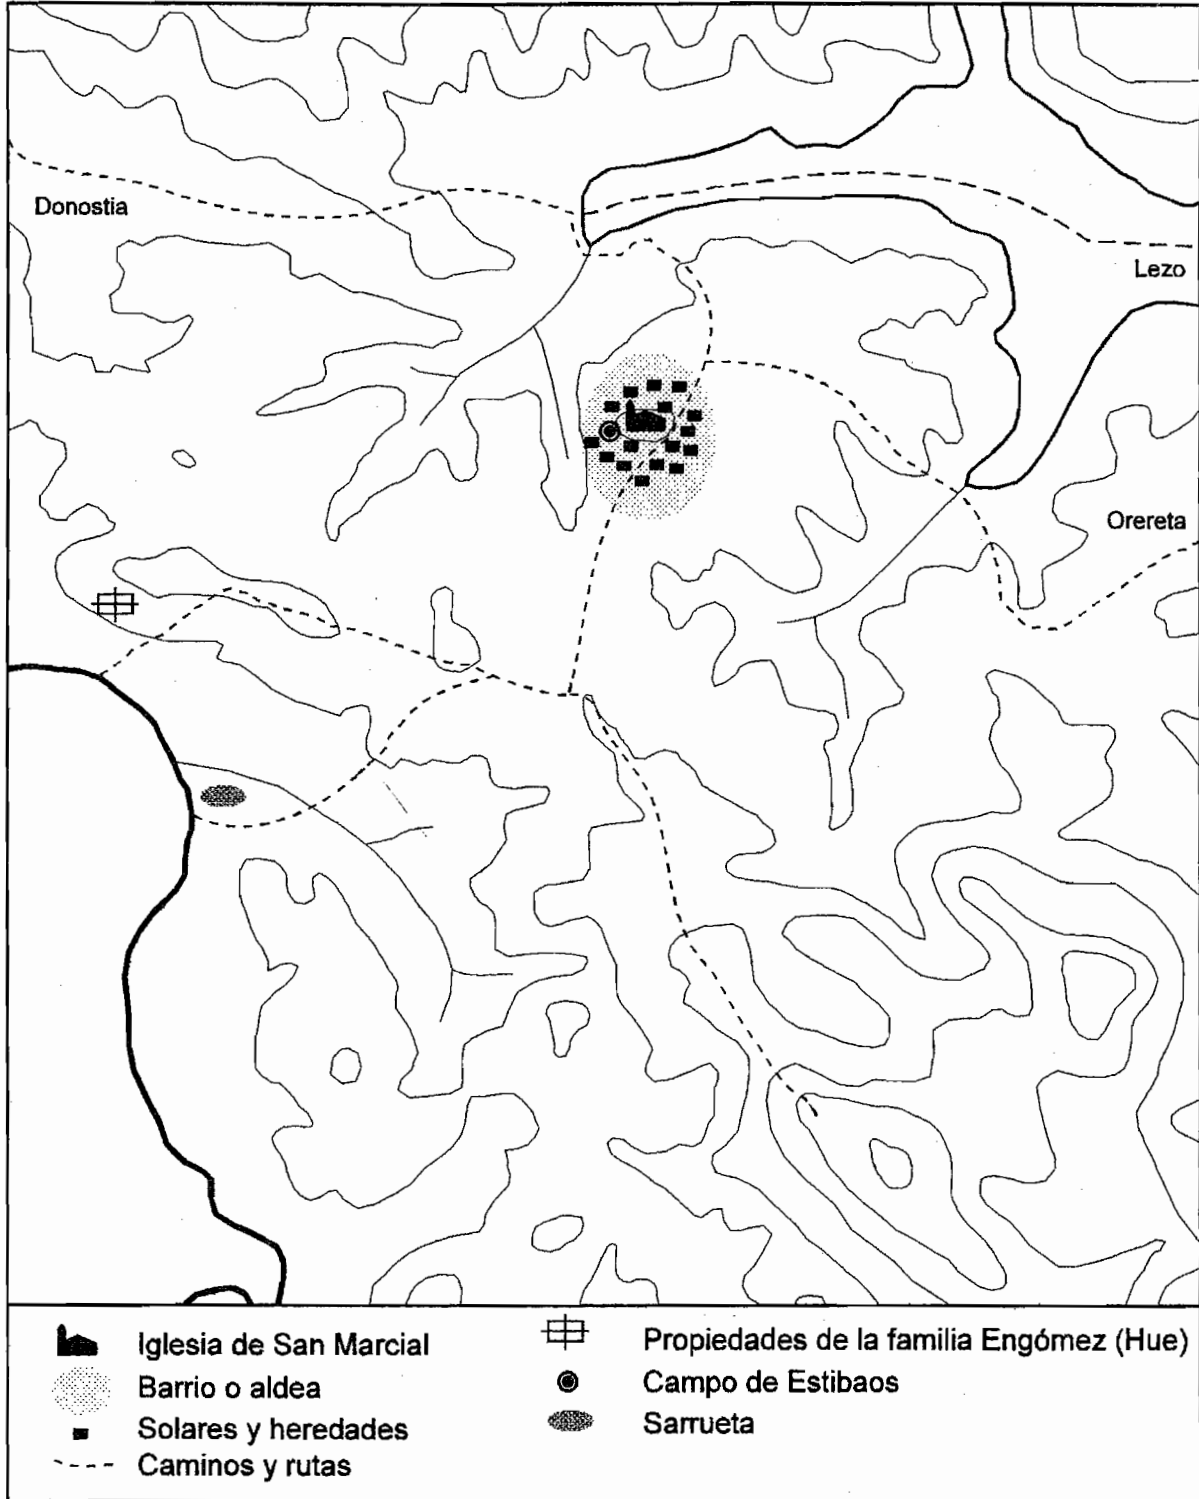 Donostia
Lezo
Orereta
Iglesia de San Marcial
Barrio o aldea
Solares y heredades
Caminos y rutas
Propiedades de la familia Engómez (Hue)
Campo de Estibaos
Sarrueta